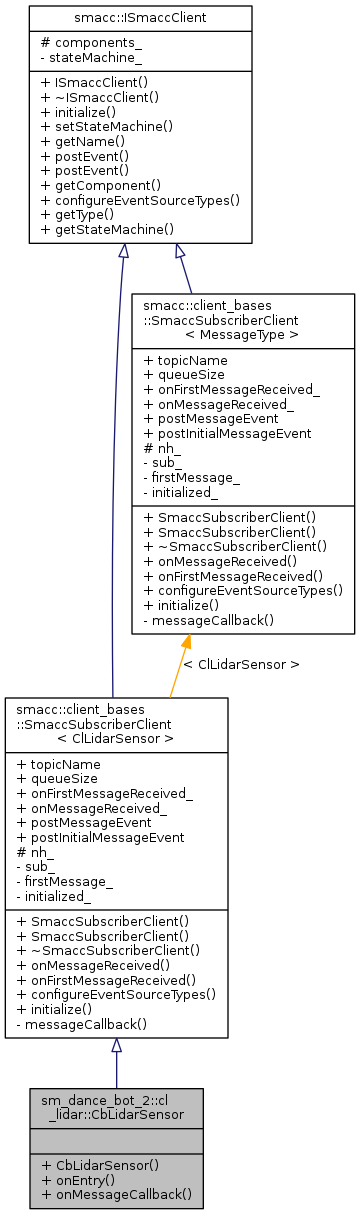 smacc::ISmaccClient
# components_
- stateMachine_
+ ISmaccClient()
+ ~ISmaccClient()
+ initialize()
+ setStateMachine()
+ getName()
+ postEvent()
+ postEvent()
+ getComponent()
+ configureEventSourceTypes()
+ getType()
+ getStateMachine()
smacc::client_bases
::SmaccSubscriberClient
< MessageType >
+ topicName
+ queueSize
+ onFirstMessageReceived_
+ onMessageReceived_
+ postMessageEvent
+ postInitialMessageEvent
# nh_
- sub_
- firstMessage_
- initialized_
+ SmaccSubscriberClient()
+ SmaccSubscriberClient()
+ ~SmaccSubscriberClient()
+ onMessageReceived()
+ onFirstMessageReceived()
+ configureEventSourceTypes()
+ initialize()
- messageCallback()
< ClLidarSensor >
smacc::client_bases
::SmaccSubscriberClient
< ClLidarSensor >
+ topicName
+ queueSize
+ onFirstMessageReceived_
+ onMessageReceived_
+ postMessageEvent
+ postInitialMessageEvent
# nh_
- sub_
- firstMessage_
- initialized_
+ SmaccSubscriberClient()
+ SmaccSubscriberClient()
+ ~SmaccSubscriberClient()
+ onMessageReceived()
+ onFirstMessageReceived()
+ configureEventSourceTypes()
+ initialize()
- messageCallback()
sm_dance_bot_2::cl
_lidar::CbLidarSensor
+ CbLidarSensor()
+ onEntry()
+ onMessageCallback()